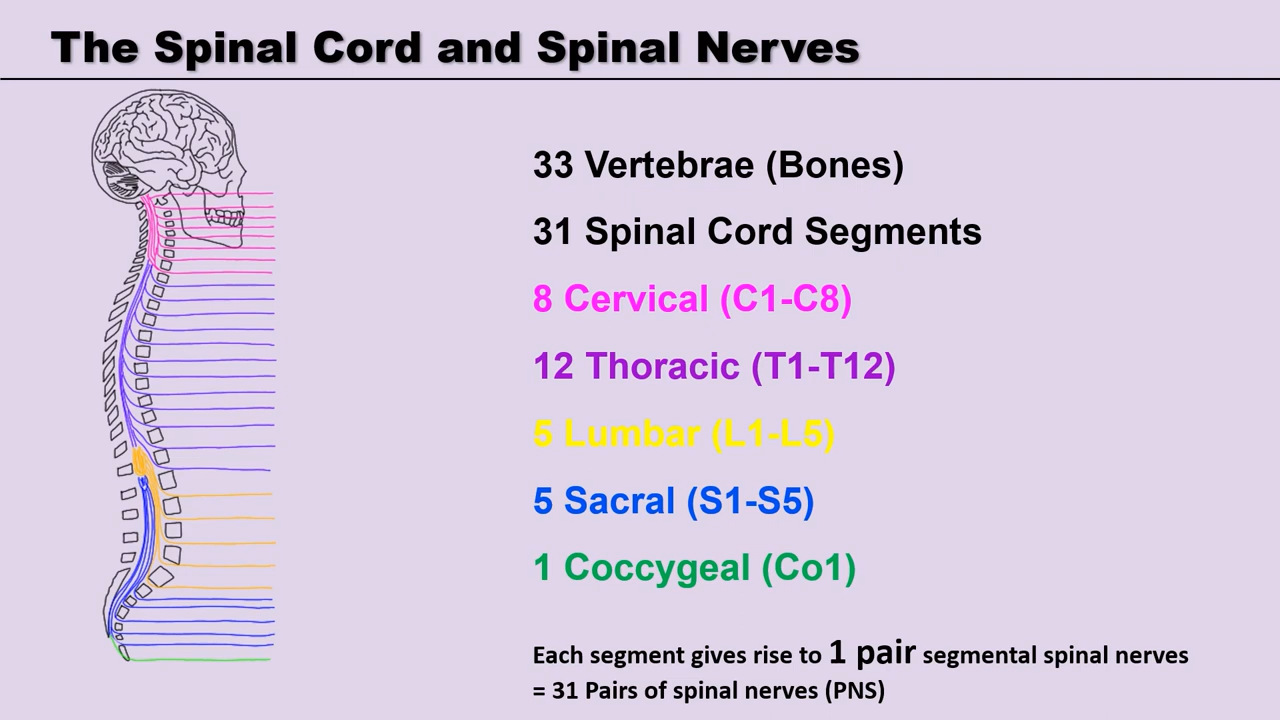 The Spinal Cord and Spinal Nerves
33 Vertebrae (Bones)
31 Spinal Cord Segments
8 Cervical (C1-C8)
12 Thoracic (T1-T12)
5 Lumbar (L1-L5)
5 Sacral (S1-S5)
1 Coccygeal (Co1)
Each segment gives rise to 1 pair segmental spinal nerves
= 31 Pairs of spinal nerves (PNS)